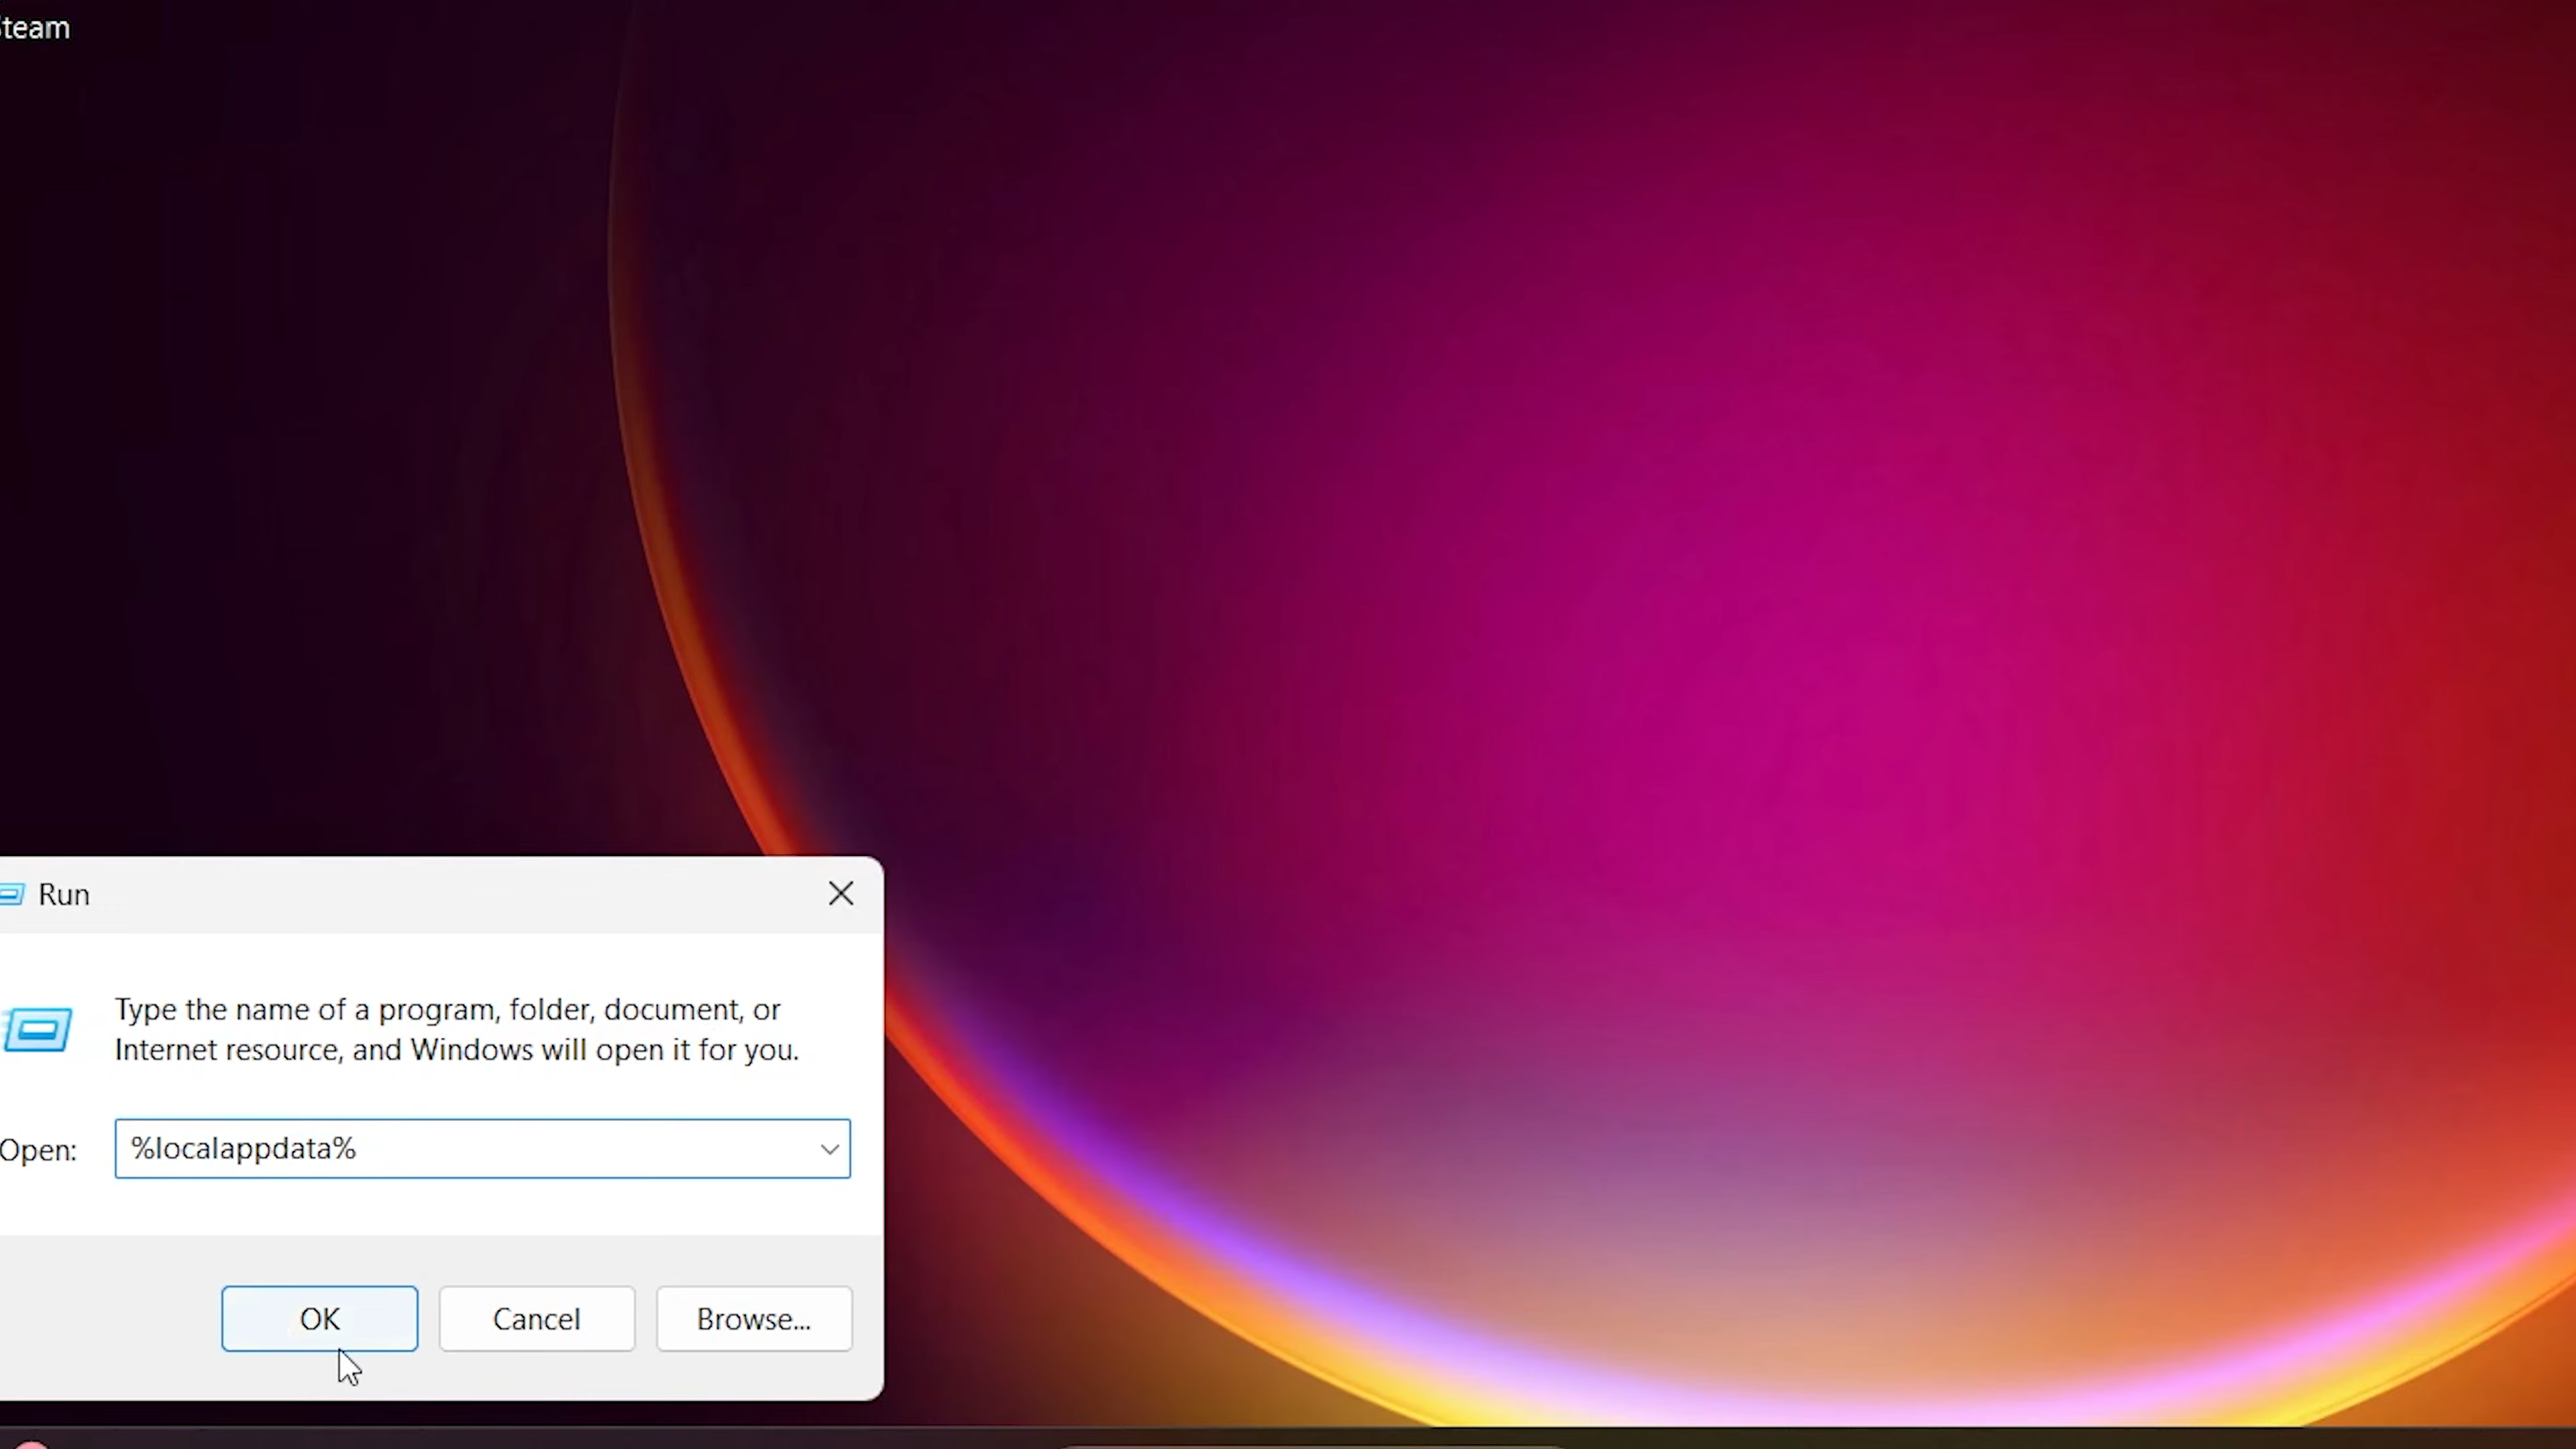 Steam
Run
Type the name of a program, folder, document, or
Internet resource, and Windows will open it for you.
Open:
%localappdata%
OK
Cancel
Browse...